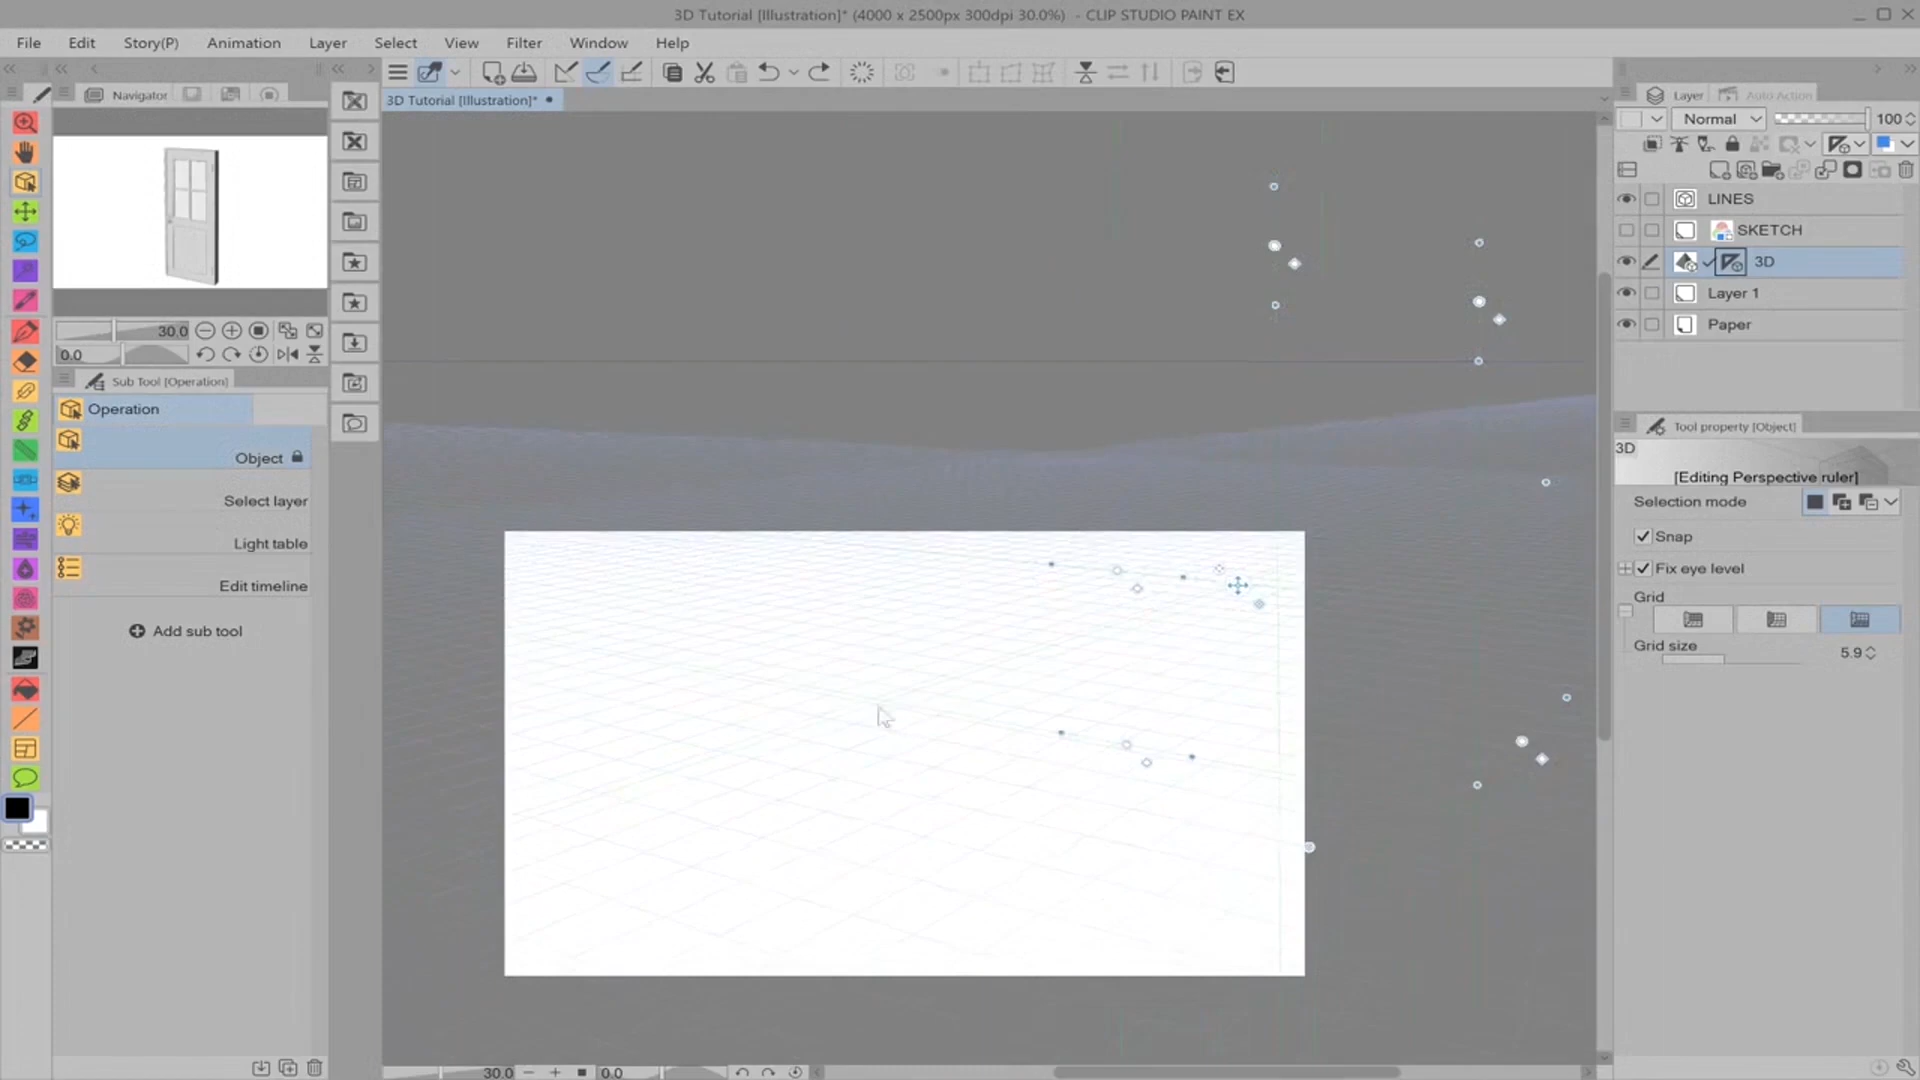 3D Tutorial [Illustration]* (4000 x 2500px 300dpi 30.0%)  - CLIP STUDIO PAINT EX
File Edit Story(P) Animation Layer Select View Filter Window Help
Navigator
3D Tutorial [Illustration]*
Layer Auto Action
Normal 100
LINES
SKETCH
3D
Layer 1
Paper
30.0
0.0
Sub Tool [Operation]
Operation
Object
Select layer
Light table
Edit timeline
Add sub tool
Tool property [Object]
3D
[Editing Perspective ruler]
Selection mode
Snap
Fix eye level
Grid
Grid size 5.9
30.0 0.0